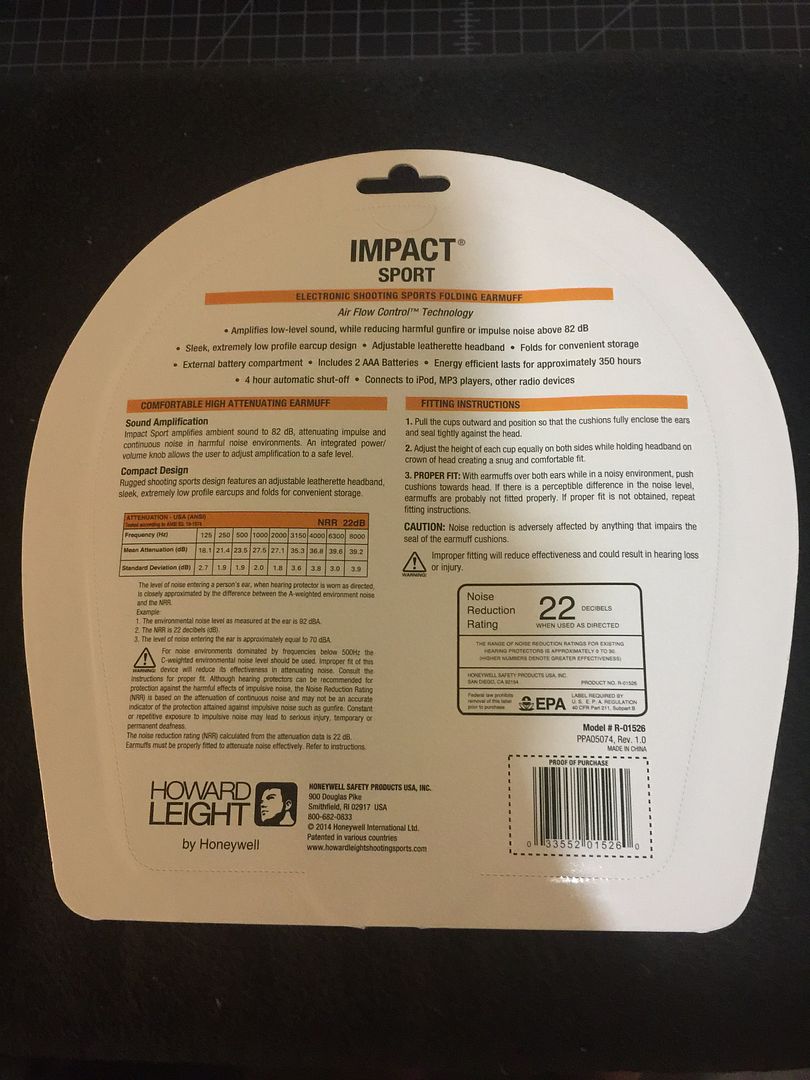 IMPACT®
SPORT
ELECTRONIC SHOOTING SPORTS FOLDING EARMUFF
Air Flow Control™ Technology
• Amplifies low-level sound, while reducing harmful gunfire or impulse noise above 82 dB
• Sleek, extremely low profile earcup design • Adjustable leatherette headband • Folds for convenient storage
• External battery compartment • Includes 2 AAA Batteries • Energy efficient lasts for approximately 350 hours
• 4 hour automatic shut-off • Connects to iPod, MP3 players, other radio devices
COMFORTABLE HIGH ATTENUATING EARMUFF
Sound Amplification
Impact Sport amplifies ambient sound to 82 dB, attenuating impulse and
continuous noise in harmful noise environments. An integrated power/
volume knob allows the user to adjust amplification to a safe level.
Compact Design
Rugged shooting sports design features an adjustable leatherette headband,
sleek, extremely low profile earcups and folds for convenient storage.
ATTENUATION - USA (ANSI)
Tested according to ANSI S3.19-1974
NRR 22dB
Frequency (Hz) 125 250 500 1000 2000 3150 4000 6300 8000
Mean Attenuation (dB) 18.1 21.4 23.5 27.5 27.1 35.3 36.8 39.6 39.2
Standard Deviation (dB) 2.7 1.9 1.9 2.0 1.8 3.6 3.8 3.0 3.9
The level of noise entering a person's ear, when hearing protector is worn as directed,
is closely approximated by the difference between the A-weighted environment noise
and the NRR.
Example:
1. The environmental noise level as measured at the ear is 92 dBA.
2. The NRR is 22 decibels (dB).
3. The level of noise entering the ear is approximately equal to 70 dBA.
WARNING!
For noise environments dominated by frequencies below 500Hz the
C-weighted environmental noise level should be used. Improper fit of this
device will reduce its effectiveness in attenuating noise. Consult the
instructions for proper fit. Although hearing protectors can be recommended for
protection against the harmful effects of impulsive noise, the Noise Reduction Rating
(NRR) is based on the attenuation of continuous noise and may not be an accurate
indicator of the protection attained against impulsive noise such as gunfire. Constant
or repetitive exposure to impulsive noise may lead to serious injury, temporary or
permanent deafness.
The noise reduction rating (NRR) calculated from the attenuation data is 22 dB.
Earmuffs must be properly fitted to attenuate noise effectively. Refer to instructions.
FITTING INSTRUCTIONS
1. Pull the cups outward and position so that the cushions fully enclose the ears
and seal tightly against the head.
2. Adjust the height of each cup equally on both sides while holding headband on
crown of head creating a snug and comfortable fit.
3. PROPER FIT: With earmuffs over both ears while in a noisy environment, push
cushions towards head. If there is a perceptible difference in the noise level,
earmuffs are probably not fitted properly. If proper fit is not obtained, repeat
fitting instructions.
CAUTION: Noise reduction is adversely affected by anything that impairs the
seal of the earmuff cushions.
WARNING!
Improper fitting will reduce effectiveness and could result in hearing loss
or injury.
Noise
Reduction
Rating
22 DECIBELS
WHEN USED AS DIRECTED
THE RANGE OF NOISE REDUCTION RATINGS FOR EXISTING
HEARING PROTECTORS IS APPROXIMATELY 0 TO 30.
(HIGHER NUMBERS DENOTE GREATER EFFECTIVENESS)
HONEYWELL SAFETY PRODUCTS USA, INC.
SAN DIEGO, CA 92154
PRODUCT NO. R-01526
Federal law prohibits
removal of this label
prior to purchase
EPA
LABEL REQUIRED BY
U. S. E. P. A. REGULATION
40 CFR Part 211, Subpart B
Model # R-01526
PPA05074, Rev. 1.0
MADE IN CHINA
PROOF OF PURCHASE
0 33552 01526 0
HOWARD
LEIGHT
by Honeywell
HONEYWELL SAFETY PRODUCTS USA, INC.
900 Douglas Pike
Smithfield, RI 02917 USA
800-682-0833
© 2014 Honeywell International Ltd.
Patented in various countries
www.howardleightshootingsports.com